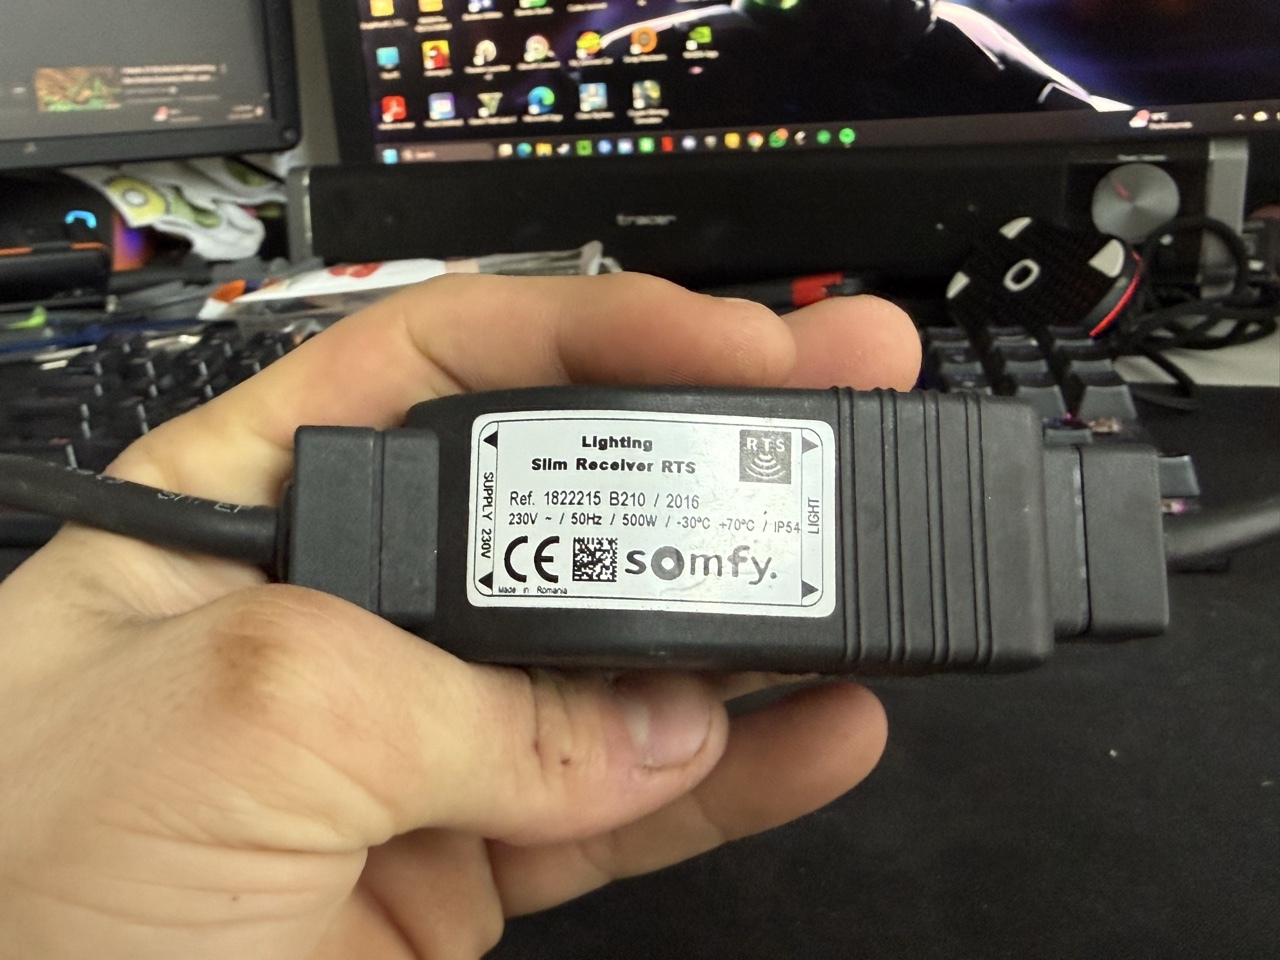 tracer
Lighting
Slim Receiver RTS
RTS
Ref. 1822215 B210 / 2016
230V ~ / 50Hz / 500W / -30°C +70°C / IP54
SUPPLY 230V
LIGHT
CE
somfy.
Made in Romania